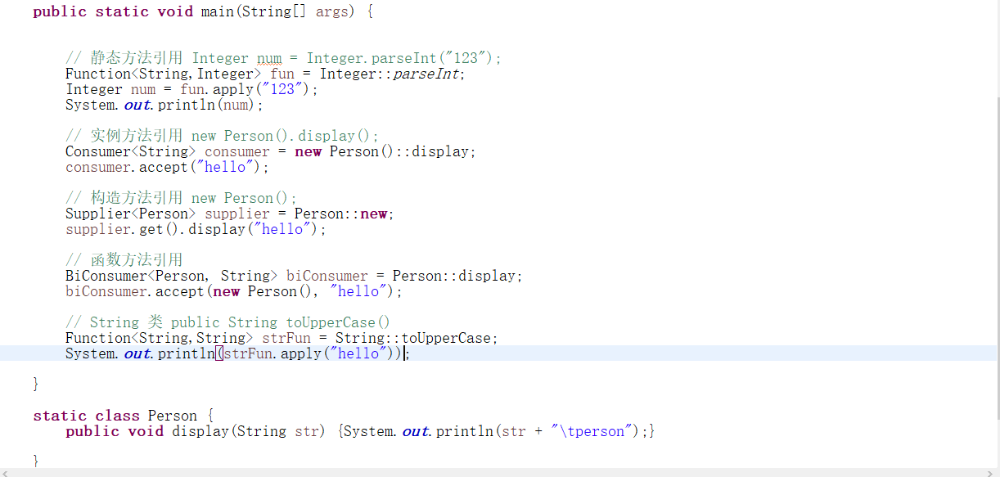 public static void main(String[] args) {
// 静态方法引用 Integer num = Integer.parseInt("123");
Function<String,Integer> fun = Integer::parseInt;
Integer num = fun.apply("123");
System.out.println(num);
// 实例方法引用 new Person().display();
Consumer<String> consumer = new Person()::display;
consumer.accept("hello");
// 构造方法引用 new Person();
Supplier<Person> supplier = Person::new;
supplier.get().display("hello");
// 函数方法引用
BiConsumer<Person, String> biConsumer = Person::display;
biConsumer.accept(new Person(), "hello");
// String 类 public String toUpperCase()
Function<String,String> strFun = String::toUpperCase;
System.out.println(strFun.apply("hello"));
}
static class Person {
public void display(String str) {System.out.println(str + "\tperson");}
}